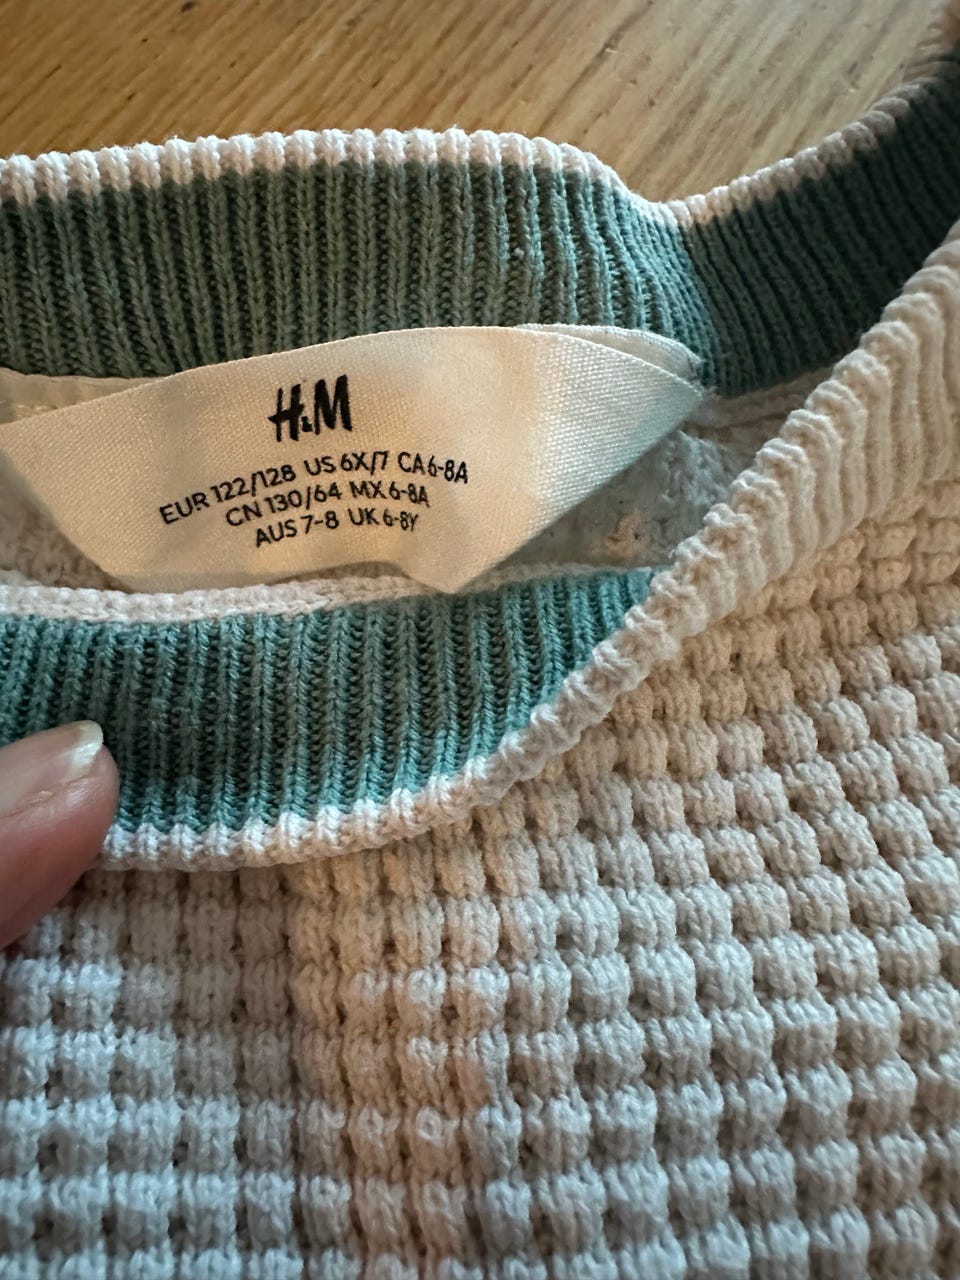 H&M
EUR 122/128 US 6X/7 CA 6-8A
CN 130/64 MX 6-8A
AUS 7-8 UK 6-8Y